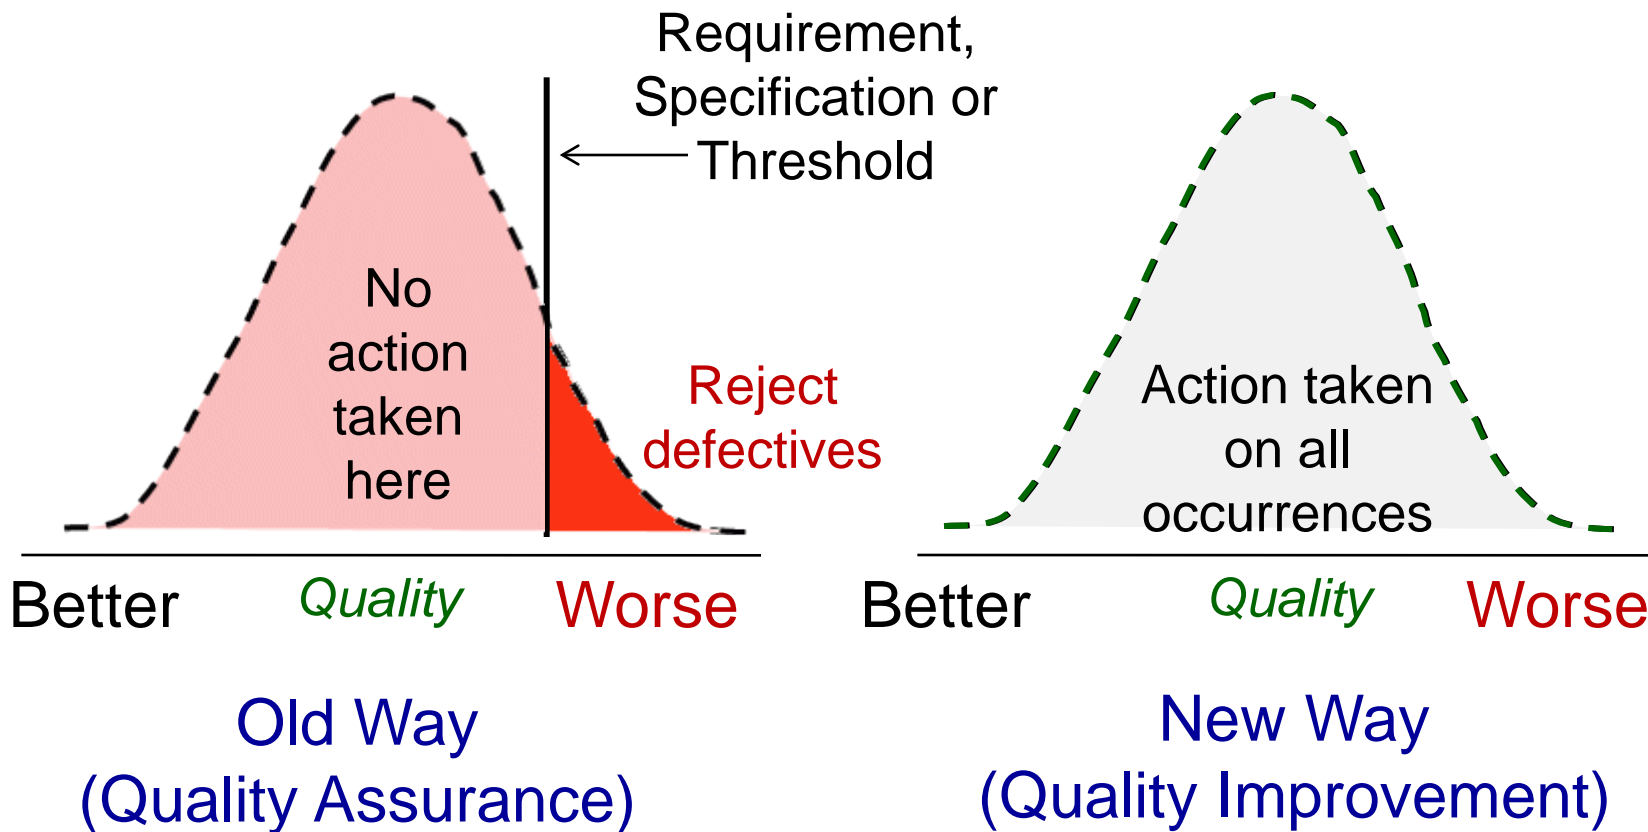 Requirement,
Specification or
Threshold
No
action
taken
here
Reject
defectives
Better
Quality
Worse
Old Way
(Quality Assurance)
Action taken
on all
occurrences
Better
Quality
Worse
New Way
(Quality Improvement)